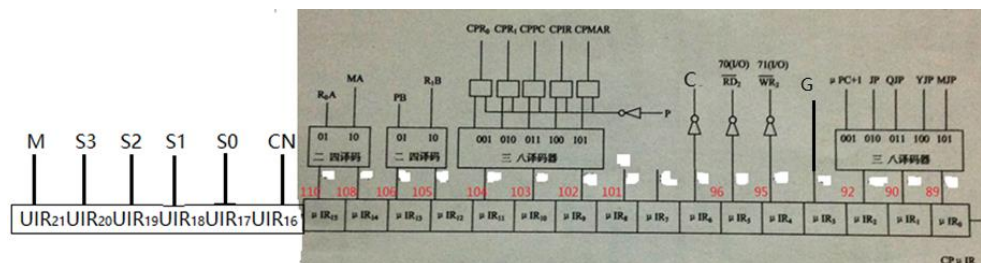 CPR₀ CPR₁ CPPC CPIR CPMAR
MA R₁B C 70(I/O) 71(I/O) G μPC+1 JP QJP YJP MJP
R₀A PB RD₂ WR₂
P
M S3 S2 S1 S0 CN
01 10 01 10 001 010 011 100 101 001 010 011 100 101
二 四译码 二 四译码 三 八译码器 三 八译码器
110 108 106 105 104 103 102 101 96 95 92 90 89
UIR21 UIR20 UIR19 UIR18 UIR17 UIR16 μIR₁₅ μIR₁₄ μIR₁₃ μIR₁₂ μIR₁₁ μIR₁₀ μIR₉ μIR₈ μIR₇ μIR₆ μIR₅ μIR₄ μIR₃ μIR₂ μIR₁ μIR₀
CPμIR